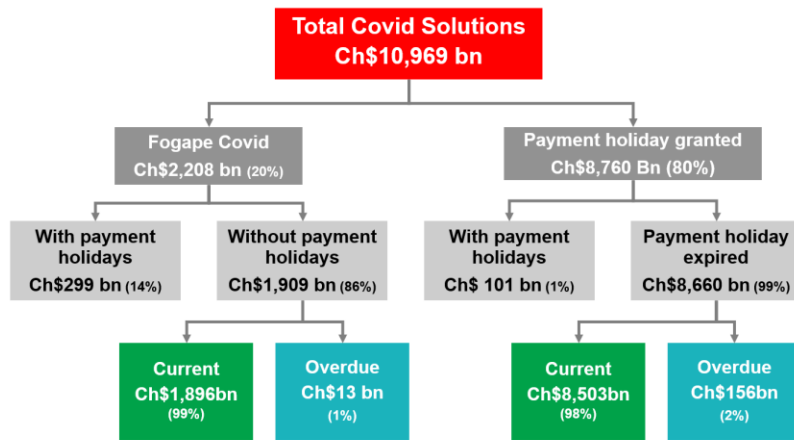 Total Covid Solutions
Ch$10,969 bn
Fogape Covid
Ch$2,208 bn (20%)
Payment holiday granted
Ch$8,760 Bn (80%)
With payment
holidays
Ch$299 bn (14%)
Without payment
holidays
Ch$1,909 bn (86%)
With payment
holidays
Ch$ 101 bn (1%)
Payment holiday
expired
Ch$8,660 bn (99%)
Current
Ch$1,896bn
(99%)
Overdue
Ch$13 bn
(1%)
Current
Ch$8,503bn
(98%)
Overdue
Ch$156bn
(2%)